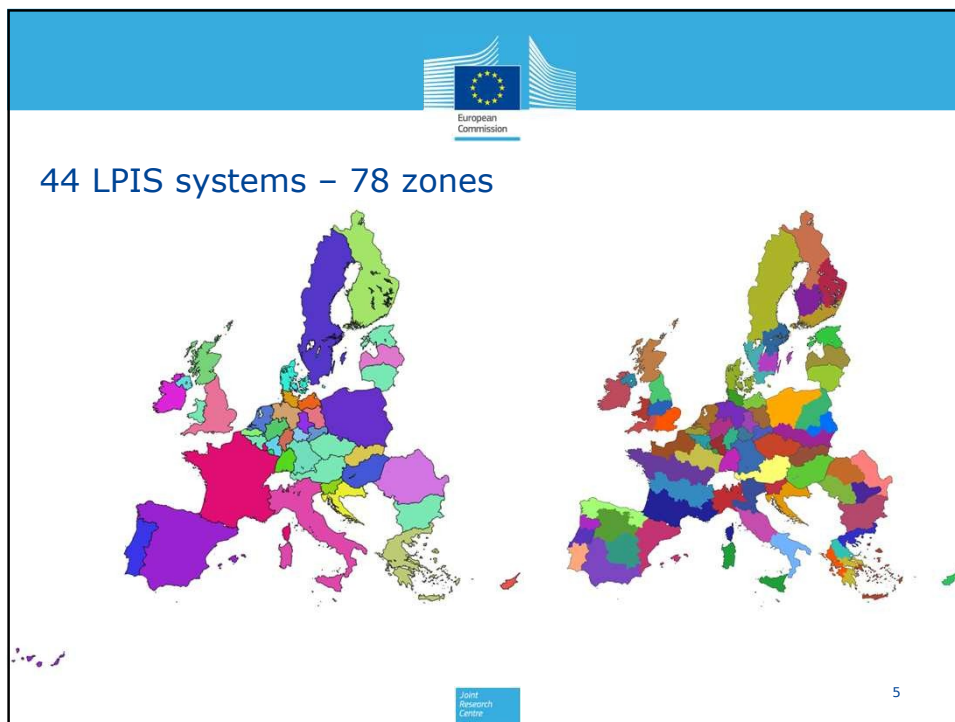 European
Commission
44 LPIS systems – 78 zones
Joint
Research
Centre
5